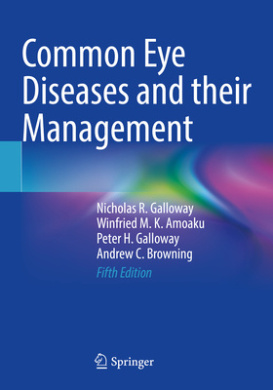 Common Eye
Diseases and their
Management
Nicholas R. Galloway
Winfried M. K. Amoaku
Peter H. Galloway
Andrew C. Browning
Fifth Edition
Springer